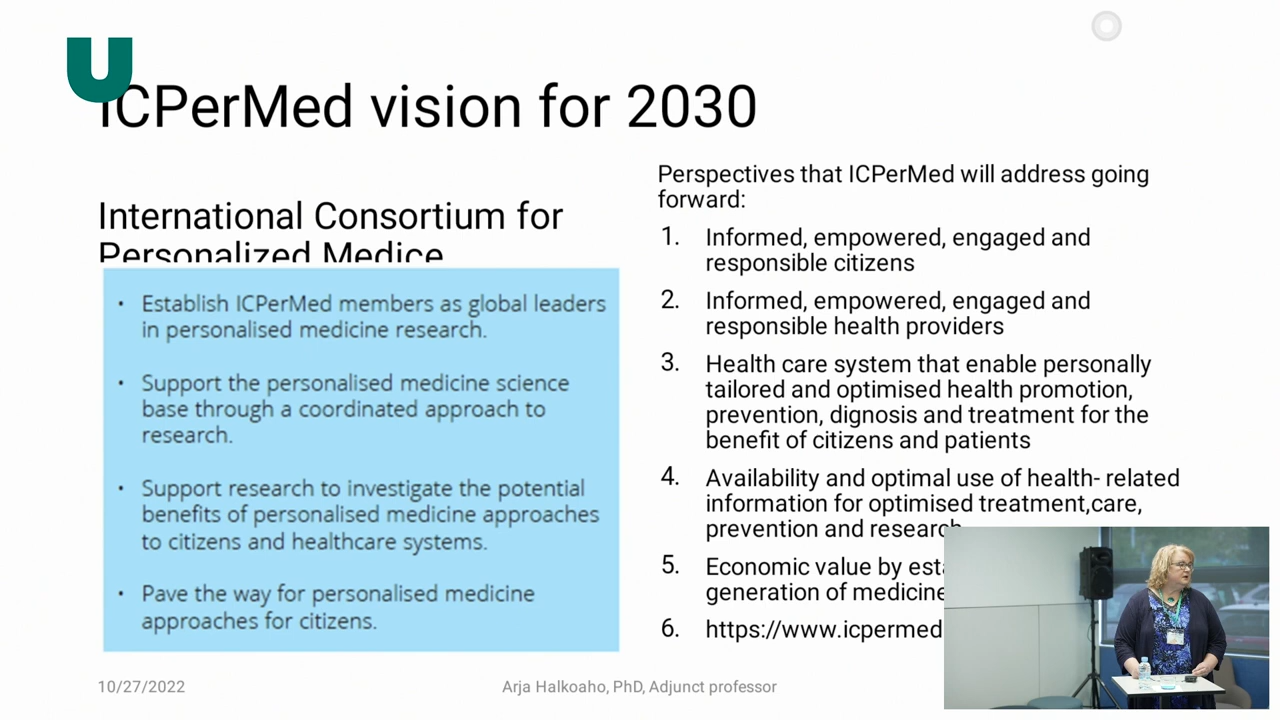 U
ICPerMed vision for 2030
International Consortium for
Personalized Medice
• Establish ICPerMed members as global leaders
in personalised medicine research.
• Support the personalised medicine science
base through a coordinated approach to
research.
• Support research to investigate the potential
benefits of personalised medicine approaches
to citizens and healthcare systems.
• Pave the way for personalised medicine
approaches for citizens.
Perspectives that ICPerMed will address going
forward:
1. Informed, empowered, engaged and
responsible citizens
2. Informed, empowered, engaged and
responsible health providers
3. Health care system that enable personally
tailored and optimised health promotion,
prevention, dignosis and treatment for the
benefit of citizens and patients
4. Availability and optimal use of health- related
information for optimised treatment,care,
prevention and research
5. Economic value by
generation of medicine
6. https://www.icpermed
10/27/2022
Arja Halkoaho, PhD, Adjunct professor